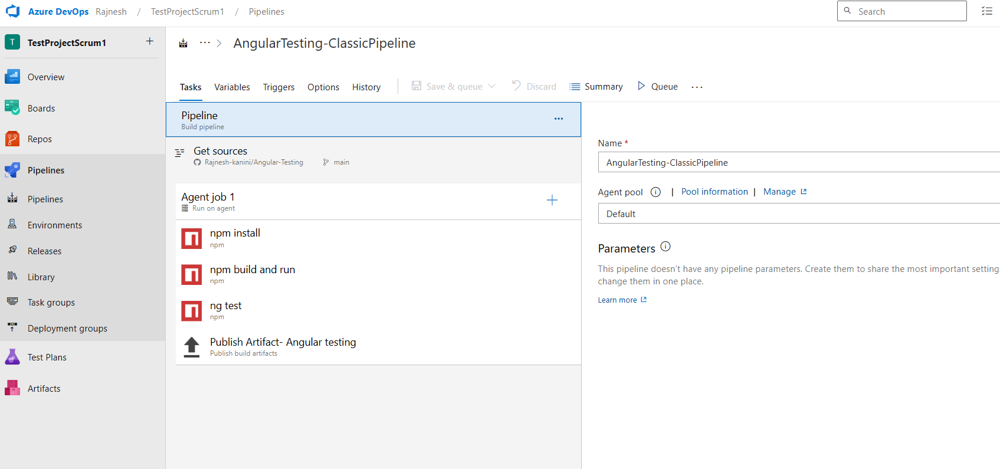 Azure DevOps Rajnesh / TestProjectScrum1 / Pipelines
Search
T TestProjectScrum1 +
Overview
Boards
Repos
Pipelines
Pipelines
Environments
Releases
Library
Task groups
Deployment groups
Test Plans
Artifacts
··· > AngularTesting-ClassicPipeline
Tasks Variables Triggers Options History Save & queue Discard Summary Queue ···
Pipeline
Build pipeline
···
Get sources
Rajnesh-kanini/Angular-Testing main
Agent job 1
Run on agent
+
npm install
npm
npm build and run
npm
ng test
npm
Publish Artifact- Angular testing
Publish build artifacts
Name *
AngularTesting-ClassicPipeline
Agent pool | Pool information | Manage
Default
Parameters
This pipeline doesn't have any pipeline parameters. Create them to share the most important setting
change them in one place.
Learn more